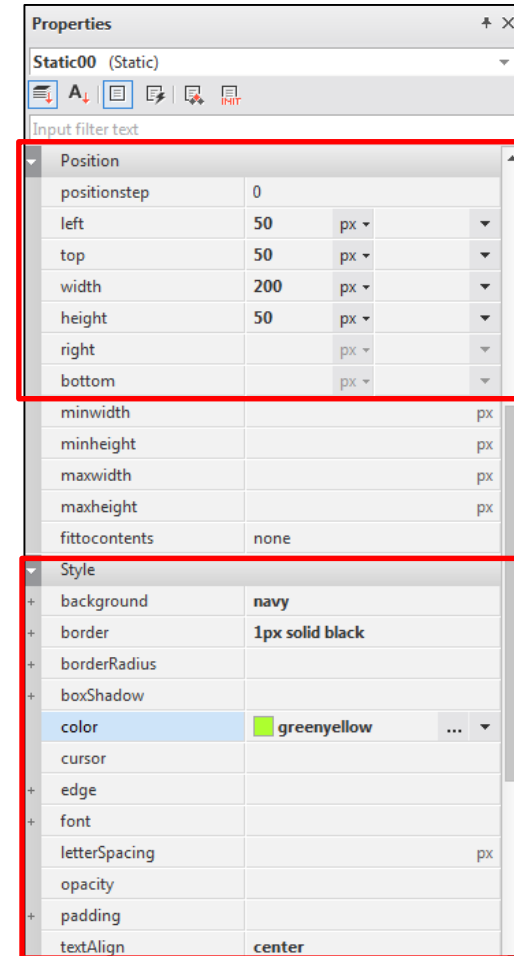 Properties
Static00 (Static)
A
INIT
Input filter text
Position
positionstep 0
left 50 px
top 50 px
width 200 px
height 50 px
right px
bottom px
minwidth px
minheight px
maxwidth px
maxheight px
fittocontents none
Style
+ background navy
+ border 1px solid black
+ borderRadius
+ boxShadow
color greenyellow ...
cursor
+ edge
+ font
letterSpacing px
opacity
+ padding
textAlign center